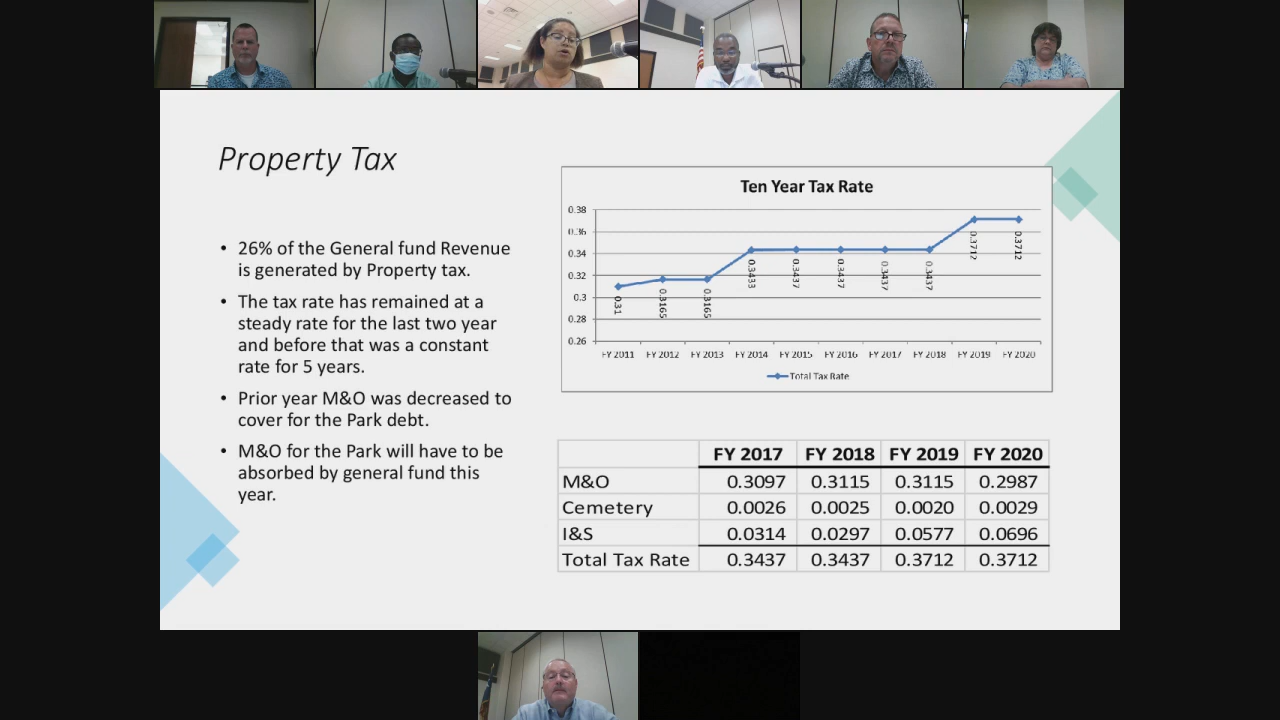 Property Tax
• 26% of the General fund Revenue
is generated by Property tax.
• The tax rate has remained at a
steady rate for the last two year
and before that was a constant
rate for 5 years.
• Prior year M&O was decreased to
cover for the Park debt.
• M&O for the Park will have to be
absorbed by general fund this
year.
Ten Year Tax Rate
0.38
0.36
0.34
0.32
0.3
0.28
0.26
0.31
0.3165
0.3165
0.3433
0.3437
0.3437
0.3437
0.3437
0.3712
0.3712
FY 2011 FY 2012 FY 2013 FY 2014 FY 2015 FY 2016 FY 2017 FY 2018 FY 2019 FY 2020
Total Tax Rate
FY 2017 FY 2018 FY 2019 FY 2020
M&O 0.3097 0.3115 0.3115 0.2987
Cemetery 0.0026 0.0025 0.0020 0.0029
I&S 0.0314 0.0297 0.0577 0.0696
Total Tax Rate 0.3437 0.3437 0.3712 0.3712